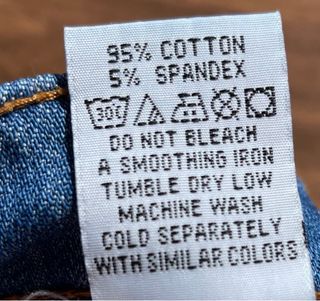 95% COTTON
5% SPANDEX
30°
DO NOT BLEACH
A SMOOTHING IRON
TUMBLE DRY LOW
MACHINE WASH
COLD SEPARATELY
WITH SIMILAR COLORS